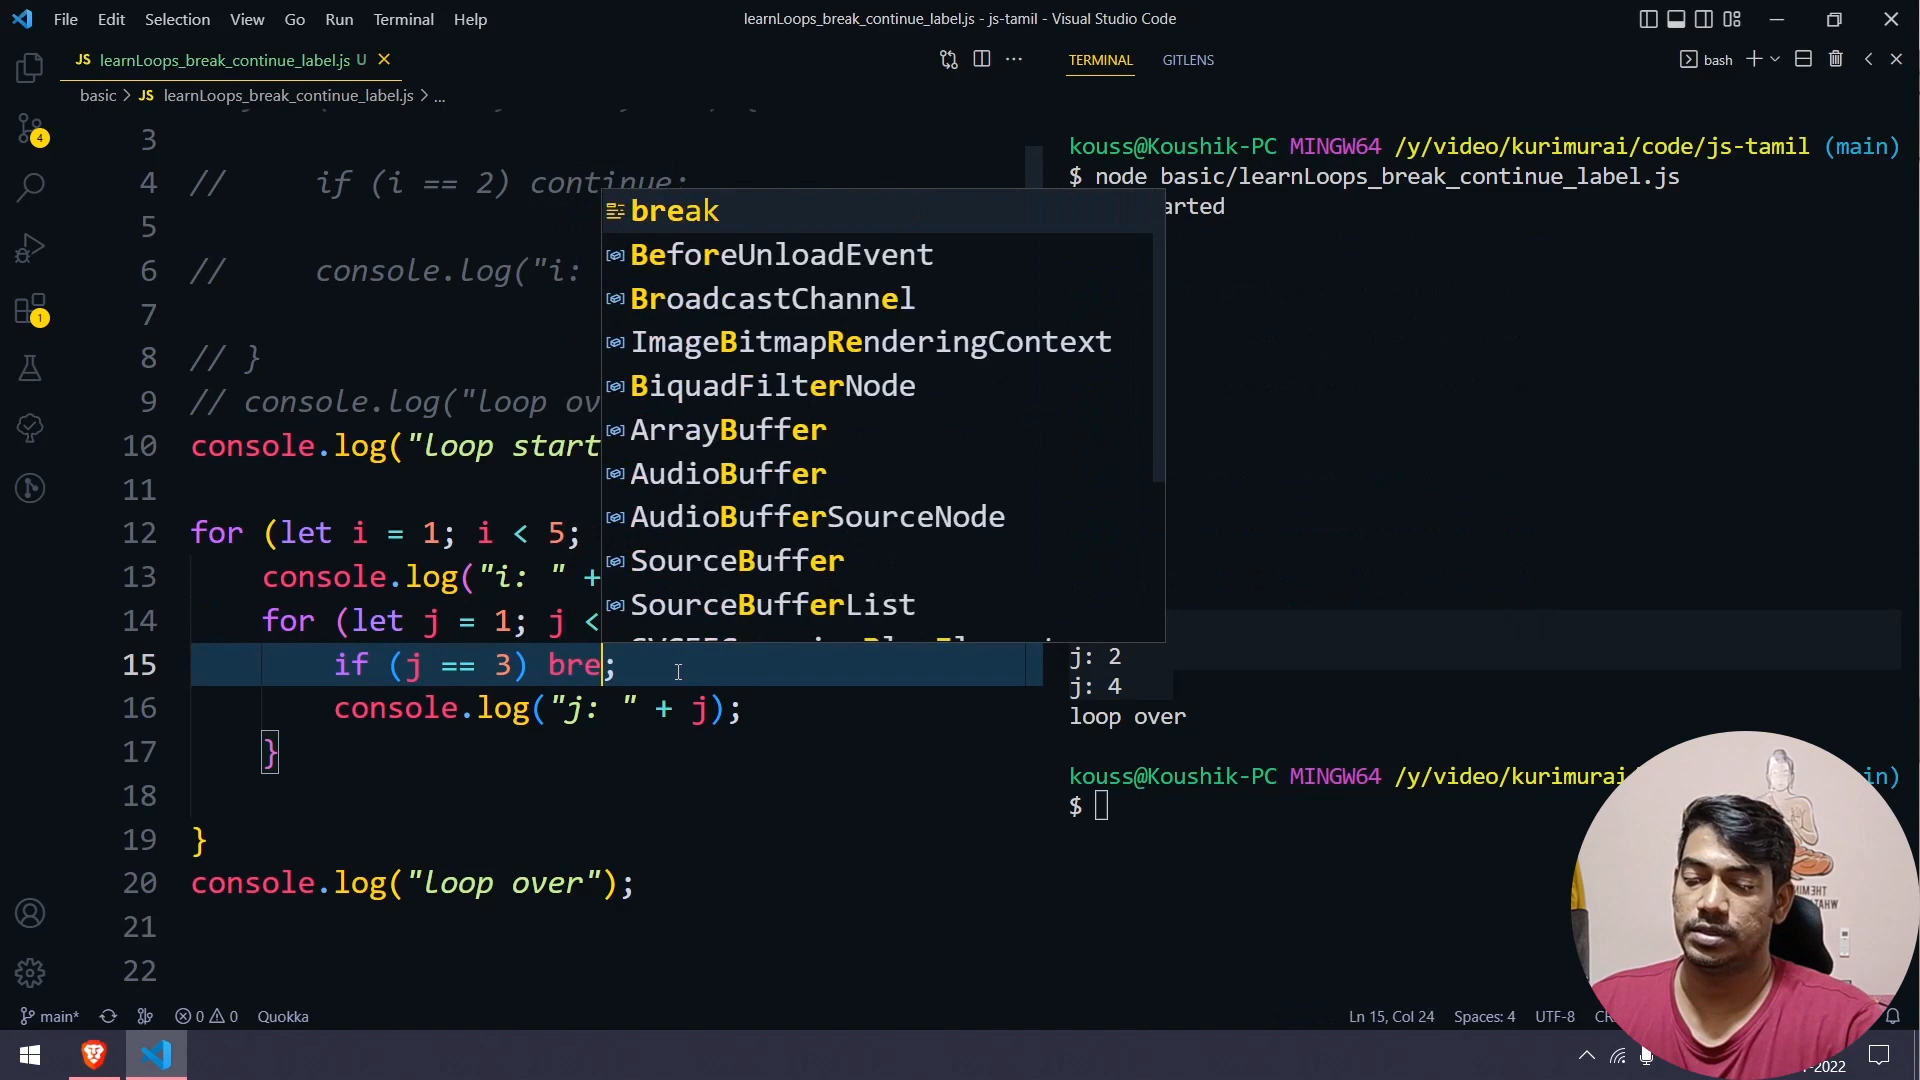 File Edit Selection View Go Run Terminal Help
learnLoops_break_continue_label.js - js-tamil - Visual Studio Code
JS learnLoops_break_continue_label.js U
TERMINAL GITLENS
bash
basic > JS learnLoops_break_continue_label.js > ...
3
4 // if (i == 2) continue;
5
6 // console.log("i:
7
8 // }
9 // console.log("loop ov
10 console.log("loop start
11
12 for (let i = 1; i < 5;
13 console.log("i: " +
14 for (let j = 1; j <
15 if (j == 3) bre;
16 console.log("j: " + j);
17 }
18
19 }
20 console.log("loop over");
21
22
break
BeforeUnloadEvent
BroadcastChannel
ImageBitmapRenderingContext
BiquadFilterNode
ArrayBuffer
AudioBuffer
AudioBufferSourceNode
SourceBuffer
SourceBufferList
kouss@Koushik-PC MINGW64 /y/video/kurimurai/code/js-tamil (main)
$ node basic/learnLoops_break_continue_label.js
arted
j: 2
j: 4
loop over
kouss@Koushik-PC MINGW64 /y/video/kurimurai in)
$
4
1
main* 0 0 Quokka
Ln 15, Col 24 Spaces: 4 UTF-8 CR
-2022